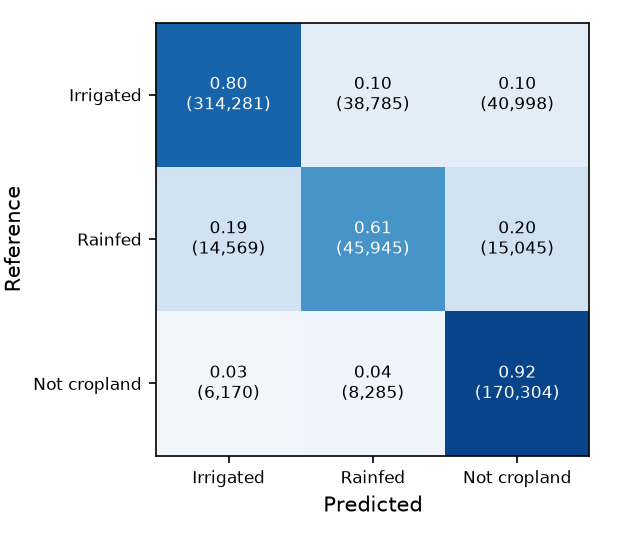 0.80
(314,281)
0.10
(38,785)
0.10
(40,998)
Irrigated
0.19
(14,569)
0.61
(45,945)
0.20
(15,045)
Rainfed
0.03
(6,170)
0.04
(8,285)
0.92
(170,304)
Not cropland
Reference
Irrigated
Rainfed
Not cropland
Predicted